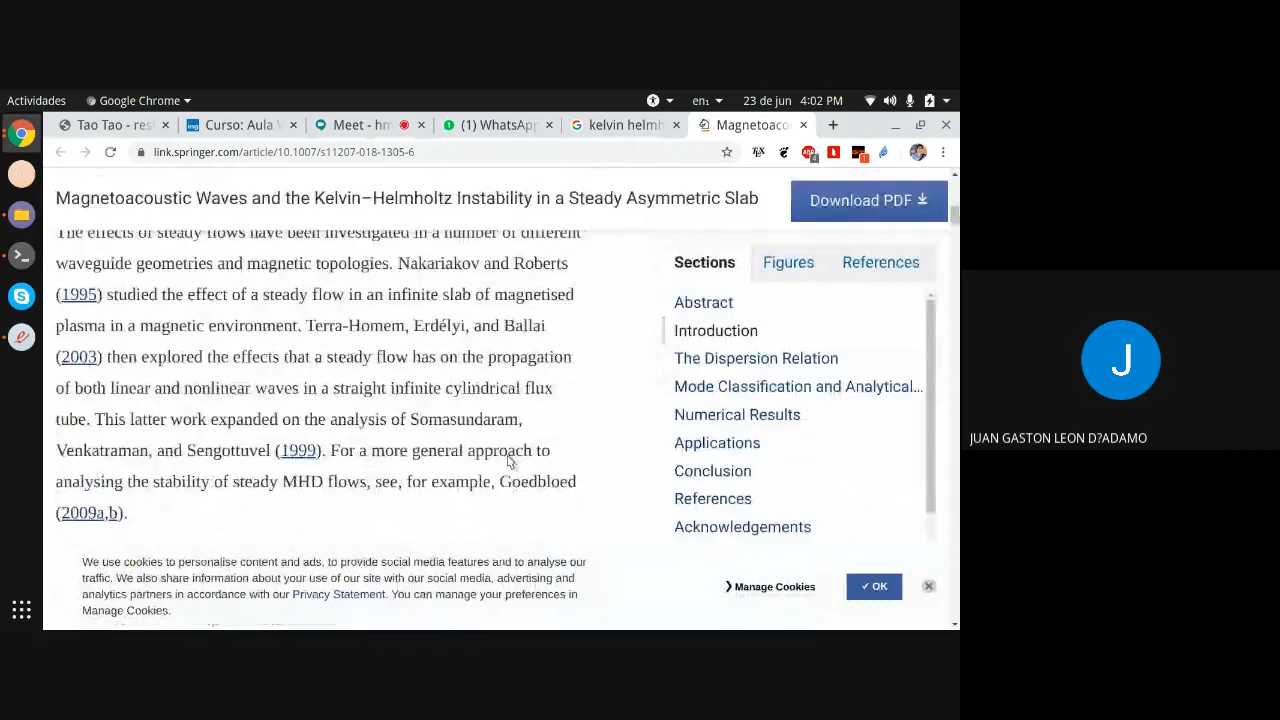 Actividades Google Chrome en₁ 23 de jun 4:02 PM
Tao Tao - res Curso: Aula V Meet - hm (1) WhatsApp kelvin helmh Magnetoaco
link.springer.com/article/10.1007/s11207-018-1305-6
Magnetoacoustic Waves and the Kelvin–Helmholtz Instability in a Steady Asymmetric Slab
Download PDF
The effects of steady flows have been investigated in a number of different
waveguide geometries and magnetic topologies. Nakariakov and Roberts
(1995) studied the effect of a steady flow in an infinite slab of magnetised
plasma in a magnetic environment. Terra-Homem, Erdélyi, and Ballai
(2003) then explored the effects that a steady flow has on the propagation
of both linear and nonlinear waves in a straight infinite cylindrical flux
tube. This latter work expanded on the analysis of Somasundaram,
Venkatraman, and Sengottuvel (1999). For a more general approach to
analysing the stability of steady MHD flows, see, for example, Goedbloed
(2009a,b).
Sections Figures References
Abstract
Introduction
The Dispersion Relation
Mode Classification and Analytical...
Numerical Results
Applications
Conclusion
References
Acknowledgements
We use cookies to personalise content and ads, to provide social media features and to analyse our
traffic. We also share information about your use of our site with our social media, advertising and
analytics partners in accordance with our Privacy Statement. You can manage your preferences in
Manage Cookies.
❯Manage Cookies
✓ OK
J
JUAN GASTON LEON D?ADAMO